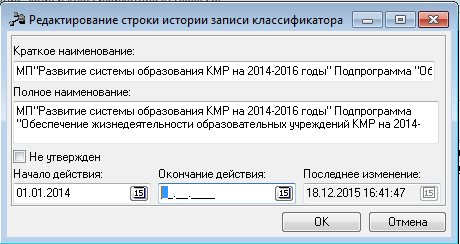 Редактирование строки истории записи классификатора
Краткое наименование:
МП"Развитие системы образования КМР на 2014-2016 годы" Подпрограмма "Об
Полное наименование:
МП"Развитие системы образования КМР на 2014-2016 годы" Подпрограмма
"Обеспечение жизнедеятельности образовательных учреждений КМР на 2014-
Не утвержден
Начало действия: Окончание действия: Последнее изменение:
01.01.2014 15 __.__.____ 15 18.12.2015 16:41:47 15
OK Отмена